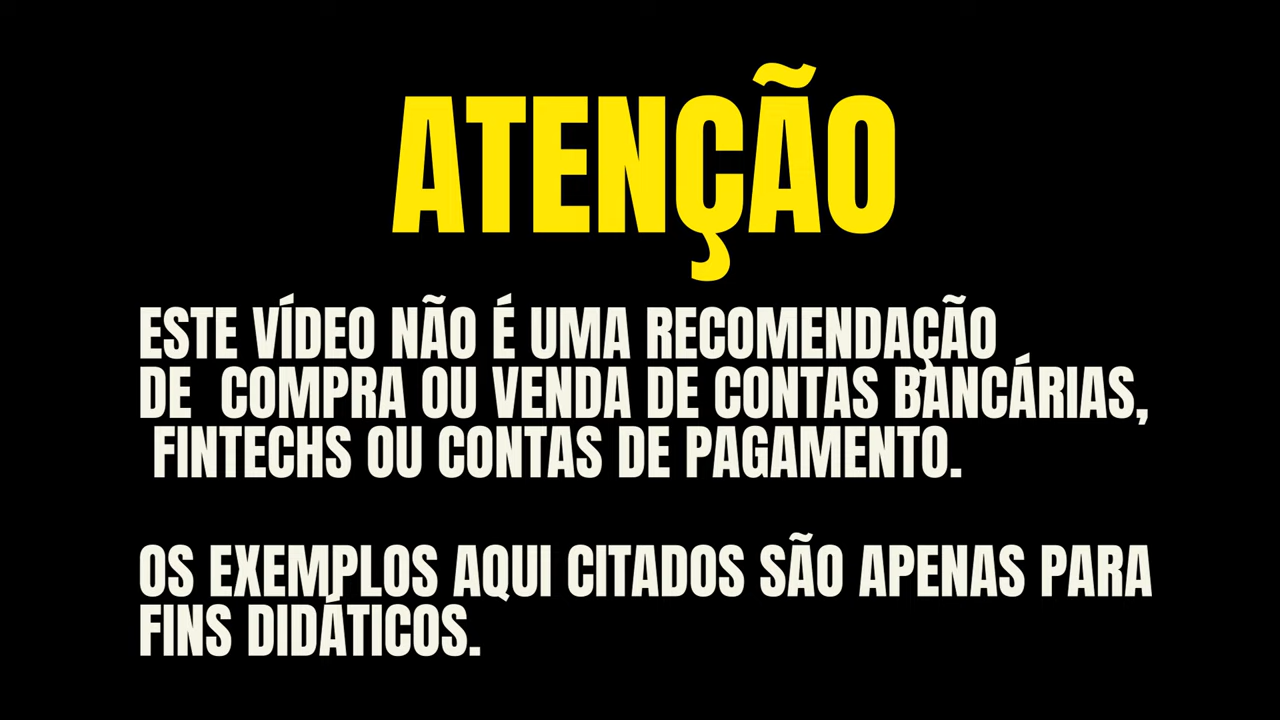 ATENÇÃO
ESTE VÍDEO NÃO É UMA RECOMENDAÇÃO
DE COMPRA OU VENDA DE CONTAS BANCÁRIAS,
FINTECHS OU CONTAS DE PAGAMENTO.
OS EXEMPLOS AQUI CITADOS SÃO APENAS PARA
FINS DIDÁTICOS.